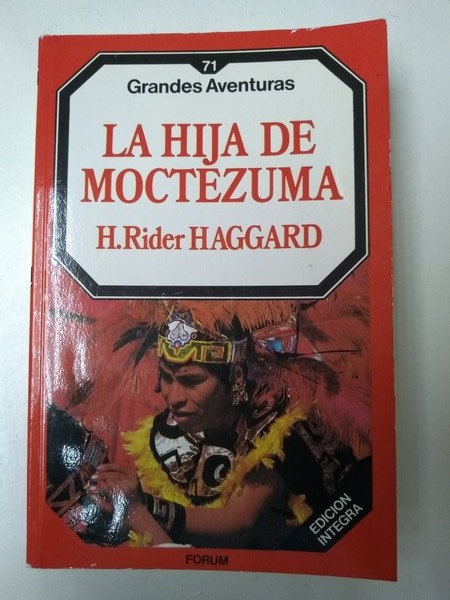 71
Grandes Aventuras
LA HIJA DE
MOCTEZUMA
H.Rider HAGGARD
EDICION
INTEGRA
FORUM